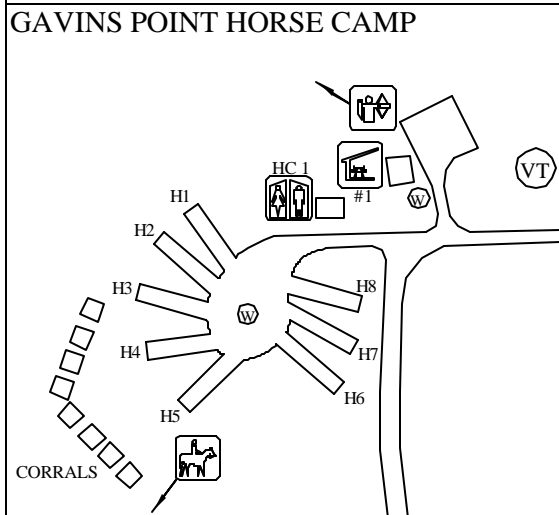 GAVINS POINT HORSE CAMP
HC 1
#1
VT
W
H1
H2
H3
H4
H5
H6
H7
H8
W
CORRALS